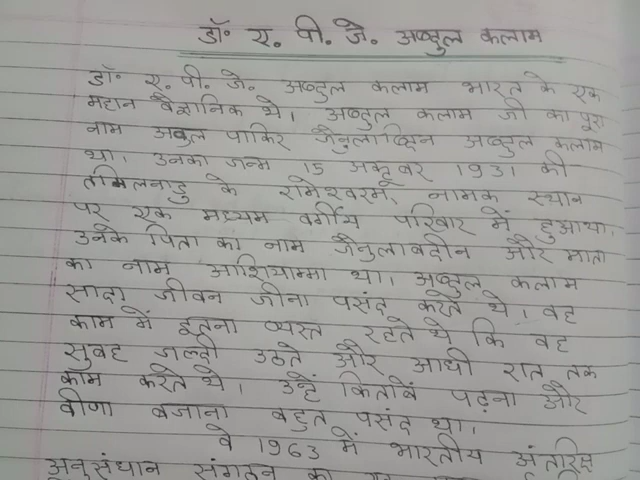 डॉ. ए. पी. जे. अब्दुल कलाम
डॉ. ए. पी. जे. अब्दुल कलाम भारत के एक
महान वैज्ञानिक थे। अब्दुल कलाम जी का पूरा
नाम अबुल पाकिर जैनुलाब्दिन अब्दुल कलाम
था। उनका जन्म 15 अक्टूबर 1931 को
तमिलनाडु के रामेश्वरम, नामक स्थान
पर एक मध्यम वर्गीय परिवार में हुआ था।
उनके पिता का नाम जैनुलावदीन और माता
का नाम आशियाम्मा था। अब्दुल कलाम
सादा जीवन जीना पसंद करते थे। वह
काम में इतना व्यस्त रहते थे कि वह
सुबह जल्दी उठते और आधी रात तक
काम करते थे। उन्हें किताबें पढ़ना और
वीणा बजाना बहुत पसंद था।
वे 1963 में भारतीय अंतरिक्ष
अनुसंधान संगठन का